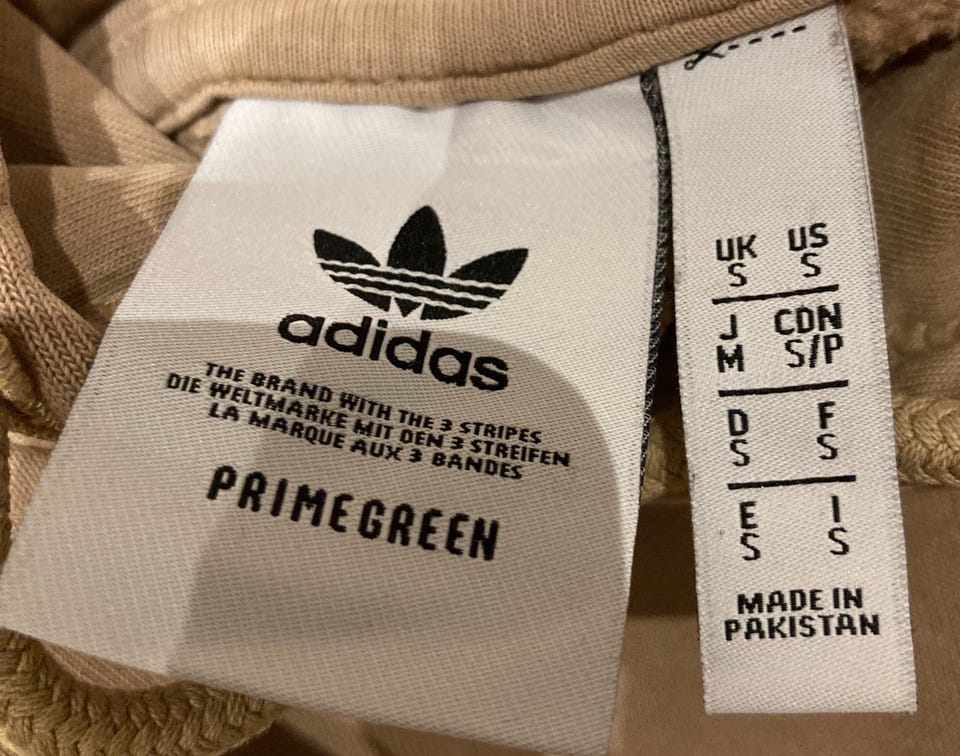 adidas
THE BRAND WITH THE 3 STRIPES
DIE WELTMARKE MIT DEN 3 STREIFEN
LA MARQUE AUX 3 BANDES
PRIMEGREEN
UK US
S S
J CDN
M S/P
D F
S S
E I
S S
MADE IN
PAKISTAN